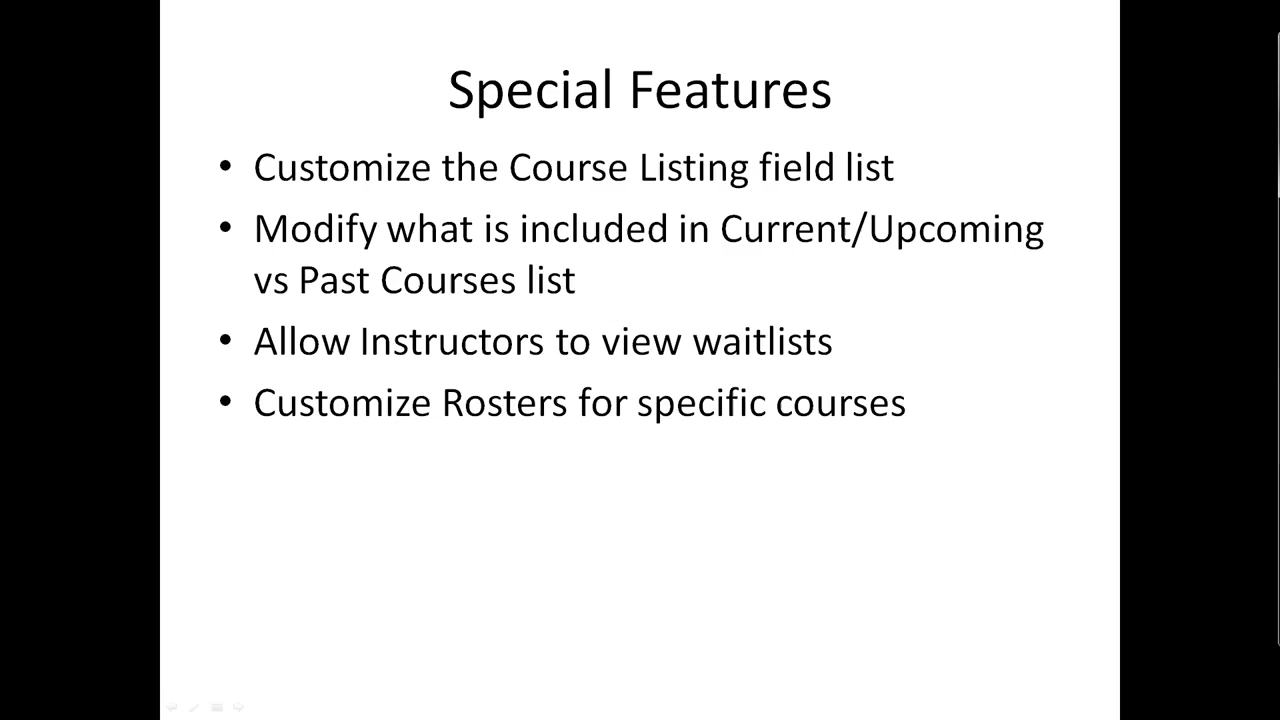 Special Features
• Customize the Course Listing field list
• Modify what is included in Current/Upcoming
vs Past Courses list
• Allow Instructors to view waitlists
• Customize Rosters for specific courses